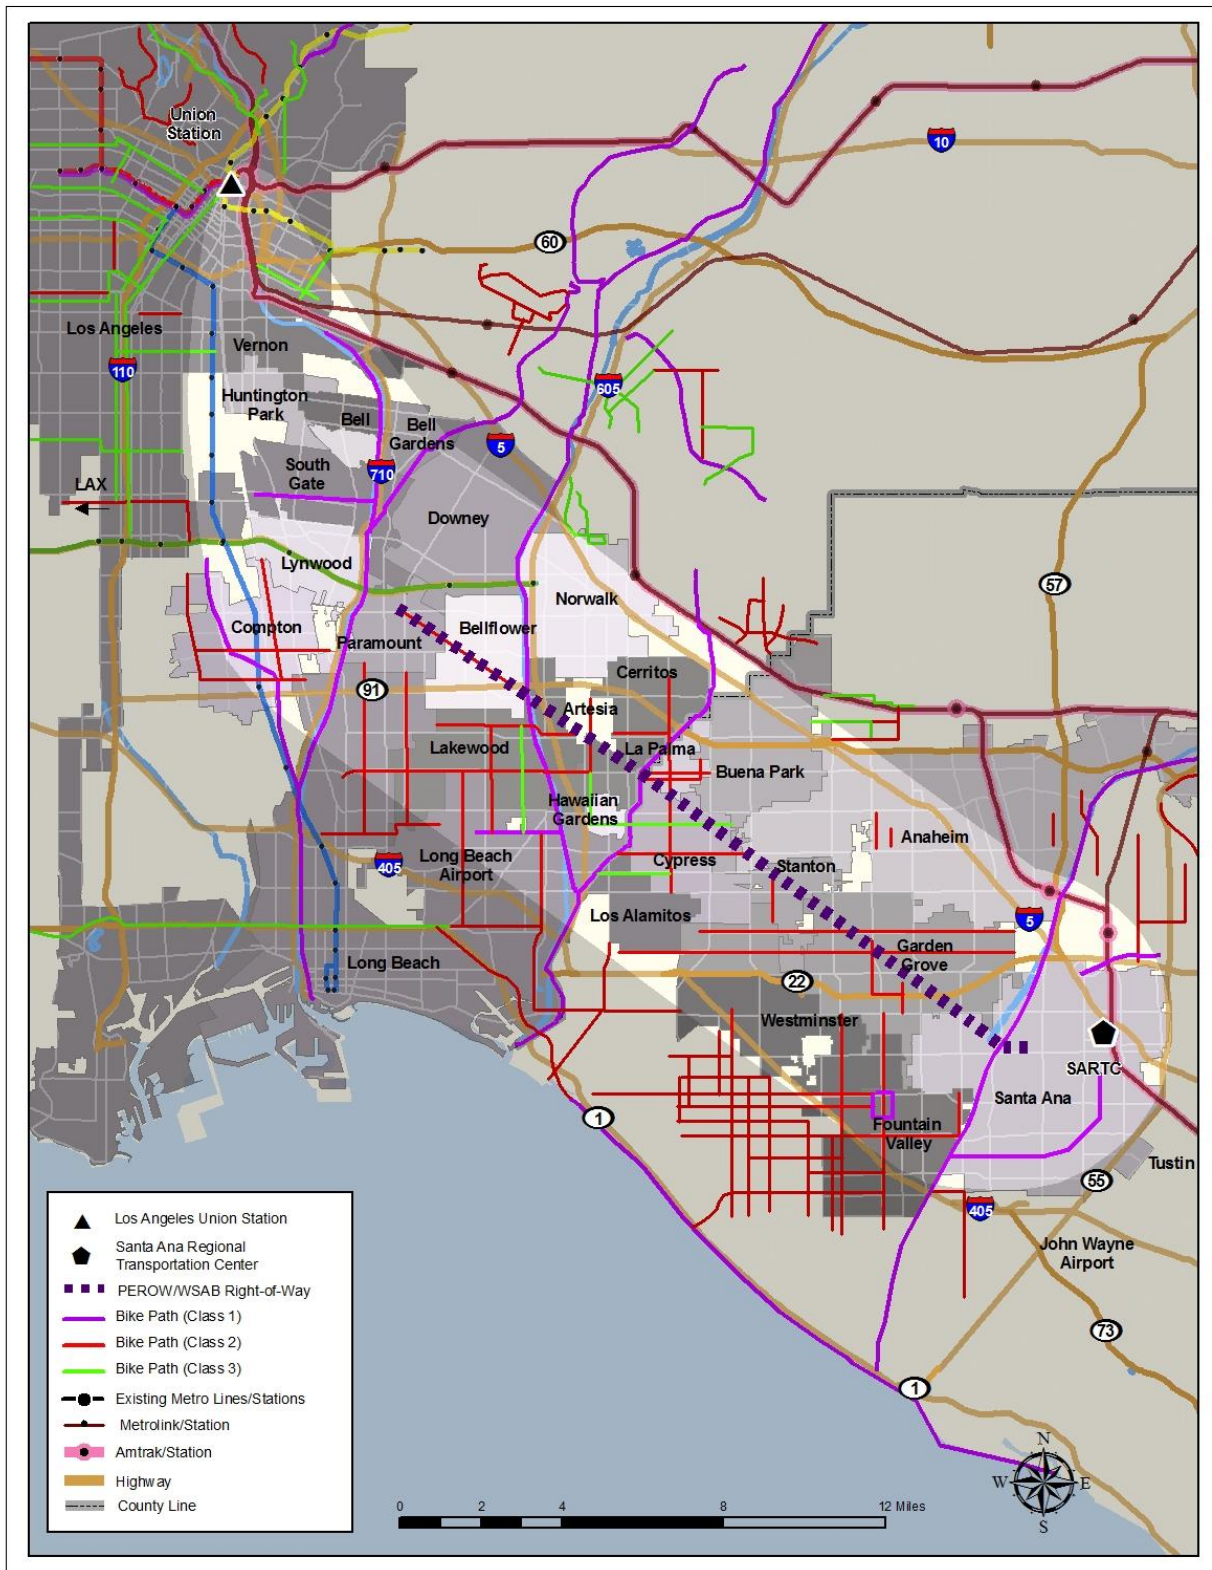 Union
Station
10
60
Los Angeles
Vernon
110
605
Huntington
Park
Bell
Bell
Gardens
5
South
Gate
710
LAX
Downey
Lynwood
57
Norwalk
Compton
Bellflower
Paramount
Cerritos
91
Artesia
Lakewood
La Palma
Buena Park
Hawaiian
Gardens
Anaheim
405
Long Beach
Airport
Cypress
Stanton
Los Alamitos
5
Garden
Grove
Long Beach
22
Westminster
SARTC
Santa Ana
1
Fountain
Valley
Tustin
55
405
John Wayne
Airport
73
1
Los Angeles Union Station
Santa Ana Regional
Transportation Center
PEROW/WSAB Right-of-Way
Bike Path (Class 1)
Bike Path (Class 2)
Bike Path (Class 3)
Existing Metro Lines/Stations
Metrolink/Station
Amtrak/Station
Highway
County Line
0 2 4 8 12 Miles
N
W E
S